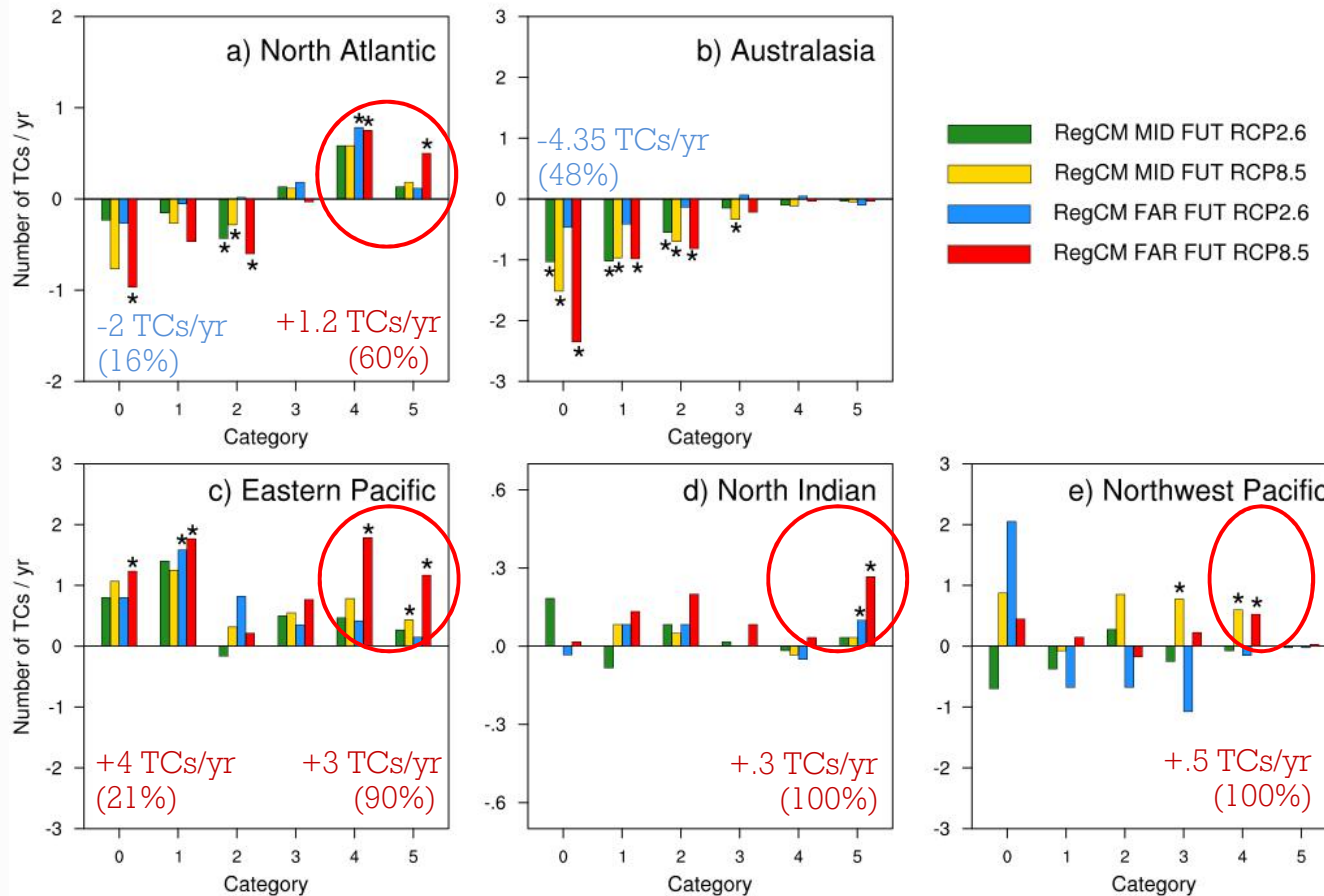 a) North Atlantic
2
1
0
-1
-2
Number of TCs / yr
* * * * * * *
-2 TCs/yr
(16%)
+1.2 TCs/yr
(60%)
0 1 2 3 4 5
Category
b) Australasia
3
2
1
0
-1
-2
-3
-4.35 TCs/yr
(48%)
* * * * * * * * * *
0 1 2 3 4 5
Category
RegCM MID FUT RCP2.6
RegCM MID FUT RCP8.5
RegCM FAR FUT RCP2.6
RegCM FAR FUT RCP8.5
c) Eastern Pacific
3
2
1
0
-1
-2
-3
Number of TCs / yr
* * * * * *
+4 TCs/yr
(21%)
+3 TCs/yr
(90%)
0 1 2 3 4 5
Category
d) North Indian
.6
.3
.0
-.3
-.6
* *
+.3 TCs/yr
(100%)
0 1 2 3 4 5
Category
e) Northwest Pacific
3
2
1
0
-1
-2
-3
* * *
+.5 TCs/yr
(100%)
0 1 2 3 4 5
Category